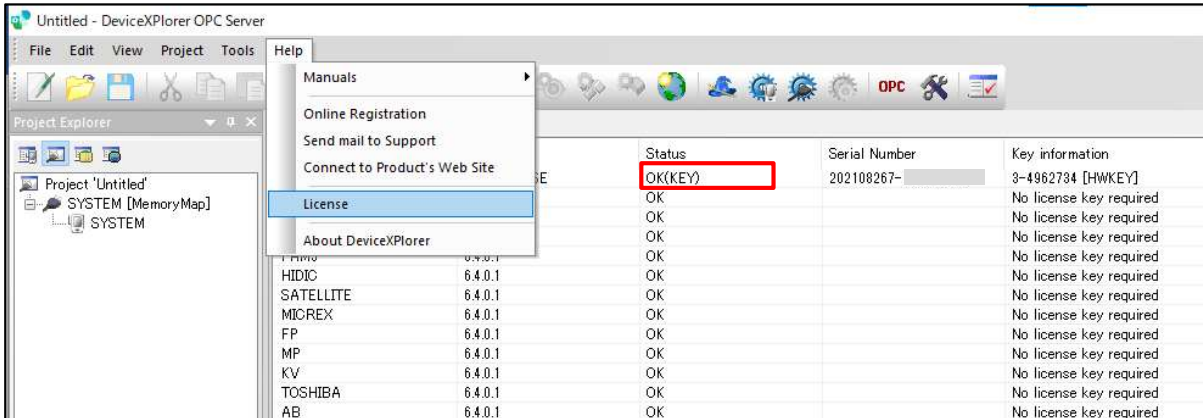 Untitled - DeviceXPlorer OPC Server
File Edit View Project Tools Help
OPC
Project Explorer
Manuals
Online Registration
Send mail to Support
Connect to Product's Web Site
License
About DeviceXPlorer
Project 'Untitled'
SYSTEM [MemoryMap]
SYSTEM
Status Serial Number Key information
SE OK(KEY) 202108267- 3-4962734 [HWKEY]
OK No license key required
OK No license key required
OK No license key required
6.4.0.1 OK No license key required
HIDIC 6.4.0.1 OK No license key required
SATELLITE 6.4.0.1 OK No license key required
MICREX 6.4.0.1 OK No license key required
FP 6.4.0.1 OK No license key required
MP 6.4.0.1 OK No license key required
KV 6.4.0.1 OK No license key required
TOSHIBA 6.4.0.1 OK No license key required
AB 6.4.0.1 OK No license key required